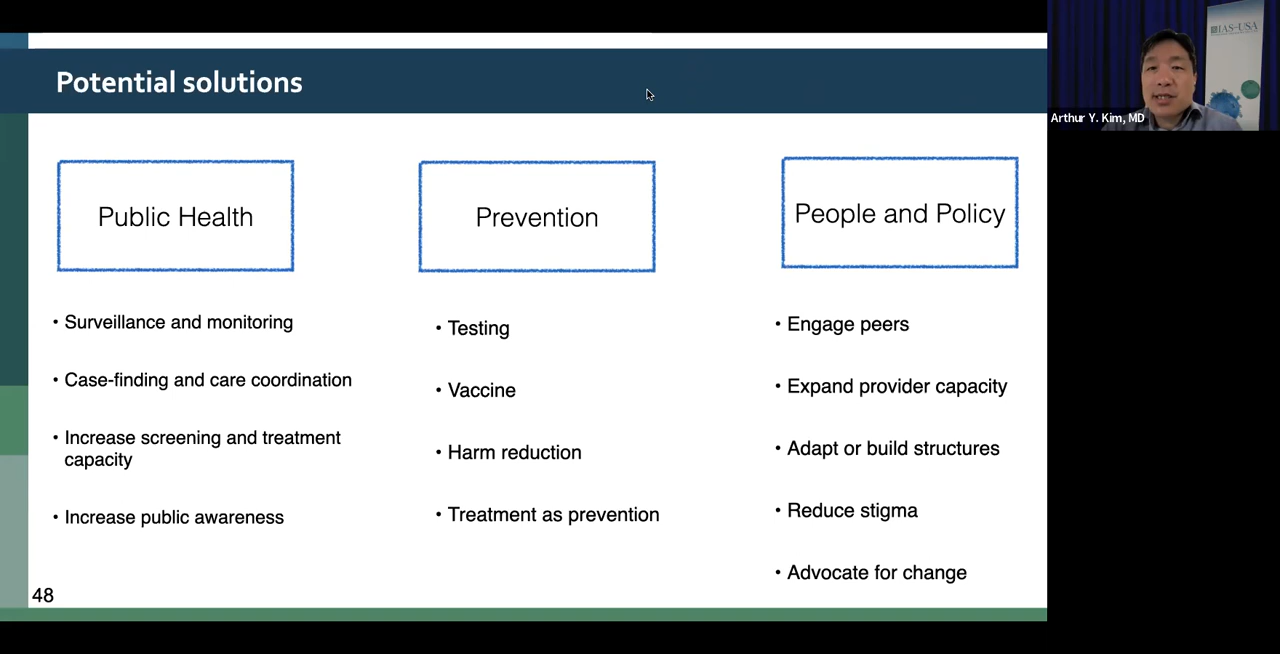 Potential solutions
IAS-USA
Arthur Y. Kim, MD
Public Health
Prevention
People and Policy
• Surveillance and monitoring
• Case-finding and care coordination
• Increase screening and treatment
capacity
• Increase public awareness
• Testing
• Vaccine
• Harm reduction
• Treatment as prevention
• Engage peers
• Expand provider capacity
• Adapt or build structures
• Reduce stigma
• Advocate for change
48